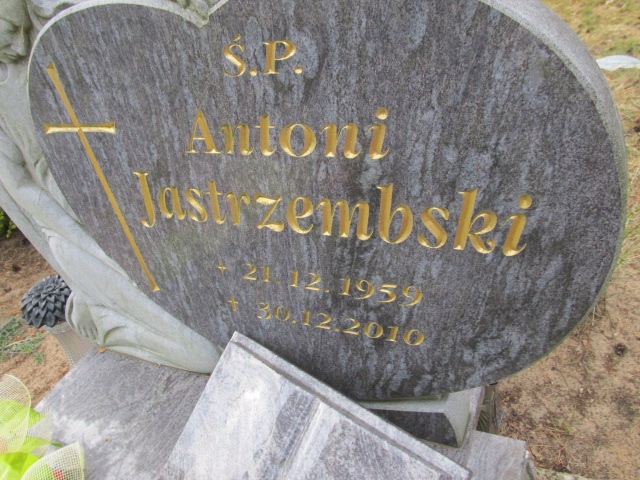 Ś.P.
Antoni
Jastrzembski
+ 21.12.1959
✝ 30.12.2010